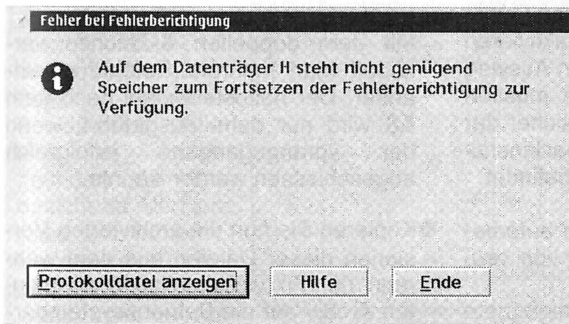 Fehler bei Fehlerberichtigung
Auf dem Datenträger H steht nicht genügend
Speicher zum Fortsetzen der Fehlerberichtigung zur
Verfügung.
Protokolldatei anzeigen
Hilfe
Ende